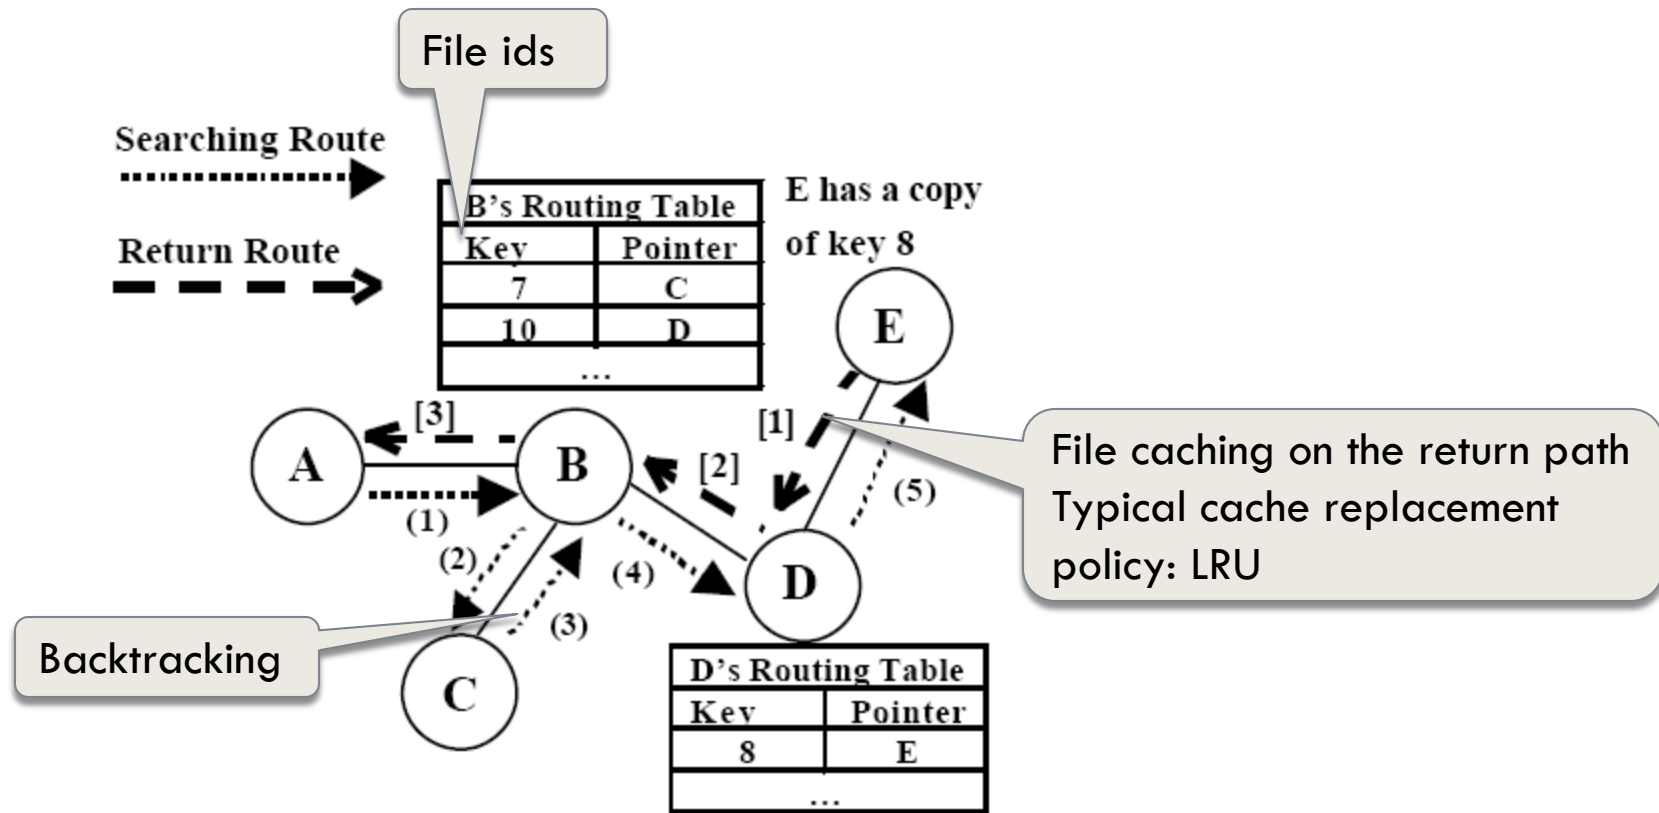 File ids
Searching Route
Return Route
B's Routing Table
Key Pointer
7 C
10 D
...
E has a copy
of key 8
E
A
B
C
D
[3]
(1)
(2)
(3)
(4)
[2]
[1]
(5)
File caching on the return path
Typical cache replacement
policy: LRU
Backtracking
D's Routing Table
Key Pointer
8 E
...